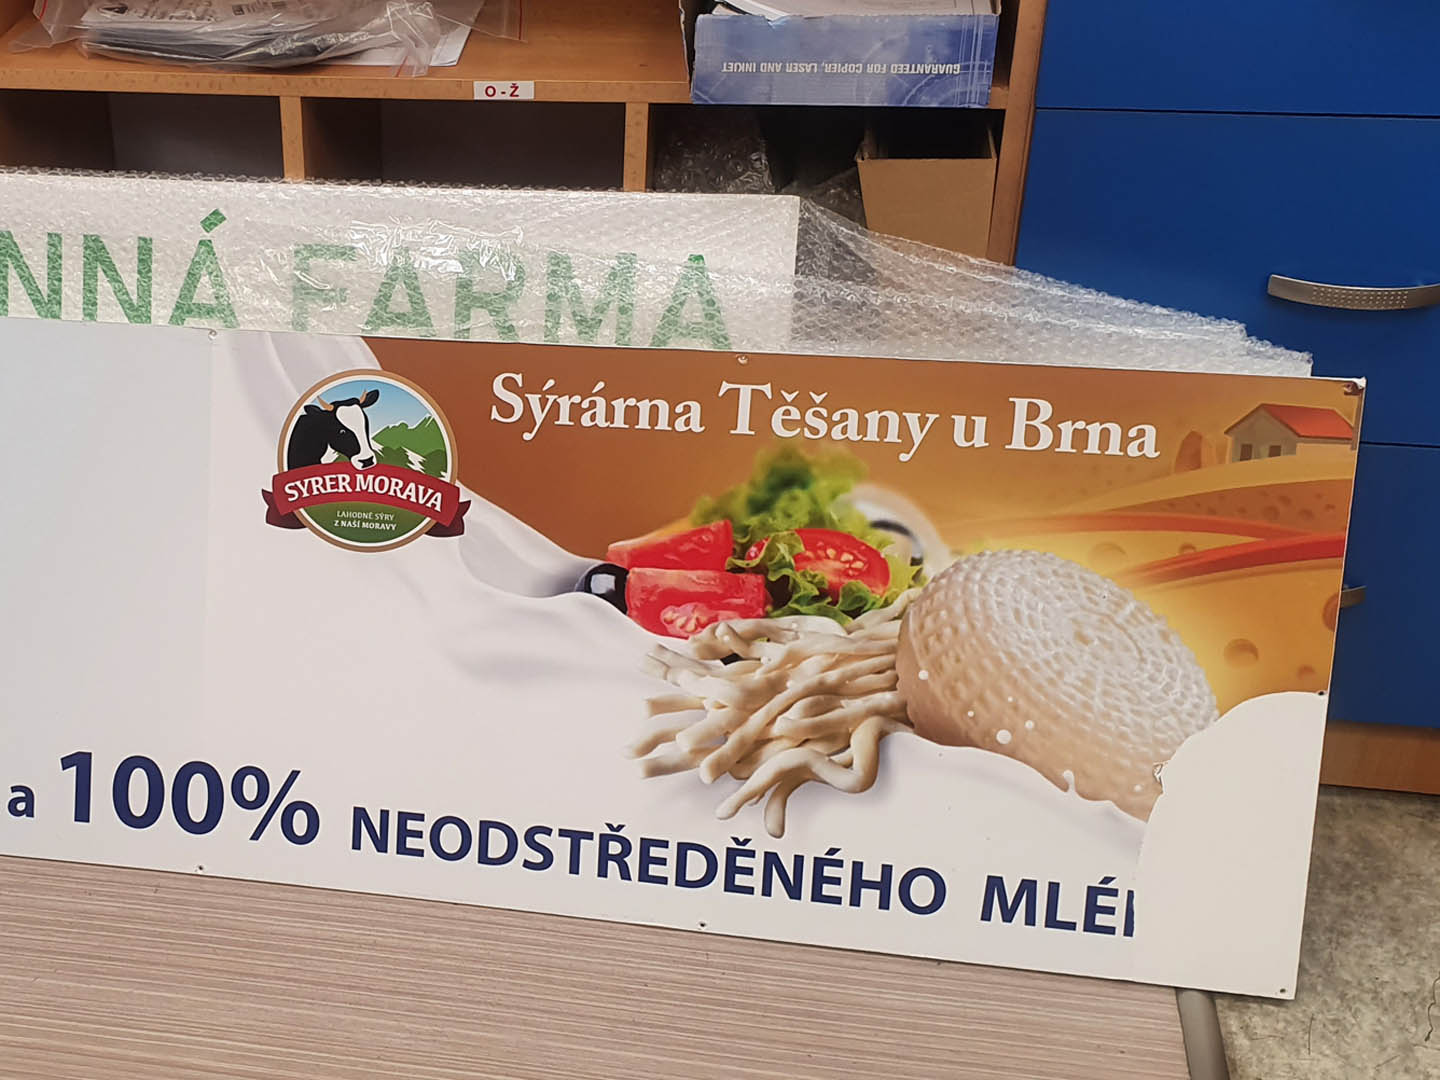 O - Ž
GUARANTEED FOR COPIER, LASER AND INKJET
NNÁ FARMA
Sýrárna Těšany u Brna
SYRER MORAVA
LAHODNÉ SÝRY
Z NAŠÍ MORAVY
a 100% NEODSTŘEDĚNÉHO MLÉ